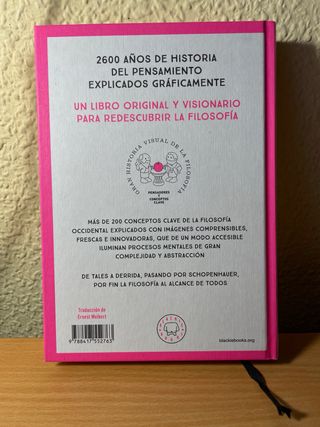 2600 AÑOS DE HISTORIA
DEL PENSAMIENTO
EXPLICADOS GRÁFICAMENTE
UN LIBRO ORIGINAL Y VISIONARIO
PARA REDESCUBRIR LA FILOSOFÍA
GRAN HISTORIA VISUAL DE LA FILOSOFÍA
PENSADORES
Y
CONCEPTOS
CLAVE
MÁS DE 200 CONCEPTOS CLAVE DE LA FILOSOFÍA
OCCIDENTAL EXPLICADOS CON IMÁGENES COMPRENSIBLES,
FRESCAS E INNOVADORAS, QUE DE UN MODO ACCESIBLE
ILUMINAN PROCESOS MENTALES DE GRAN
COMPLEJIDAD Y ABSTRACCIÓN
DE TALES A DERRIDA, PASANDO POR SCHOPENHAUER,
POR FIN LA FILOSOFÍA AL ALCANCE DE TODOS
Traducción de
Ernest Weikert
9 788417 552763
blackiebooks.org